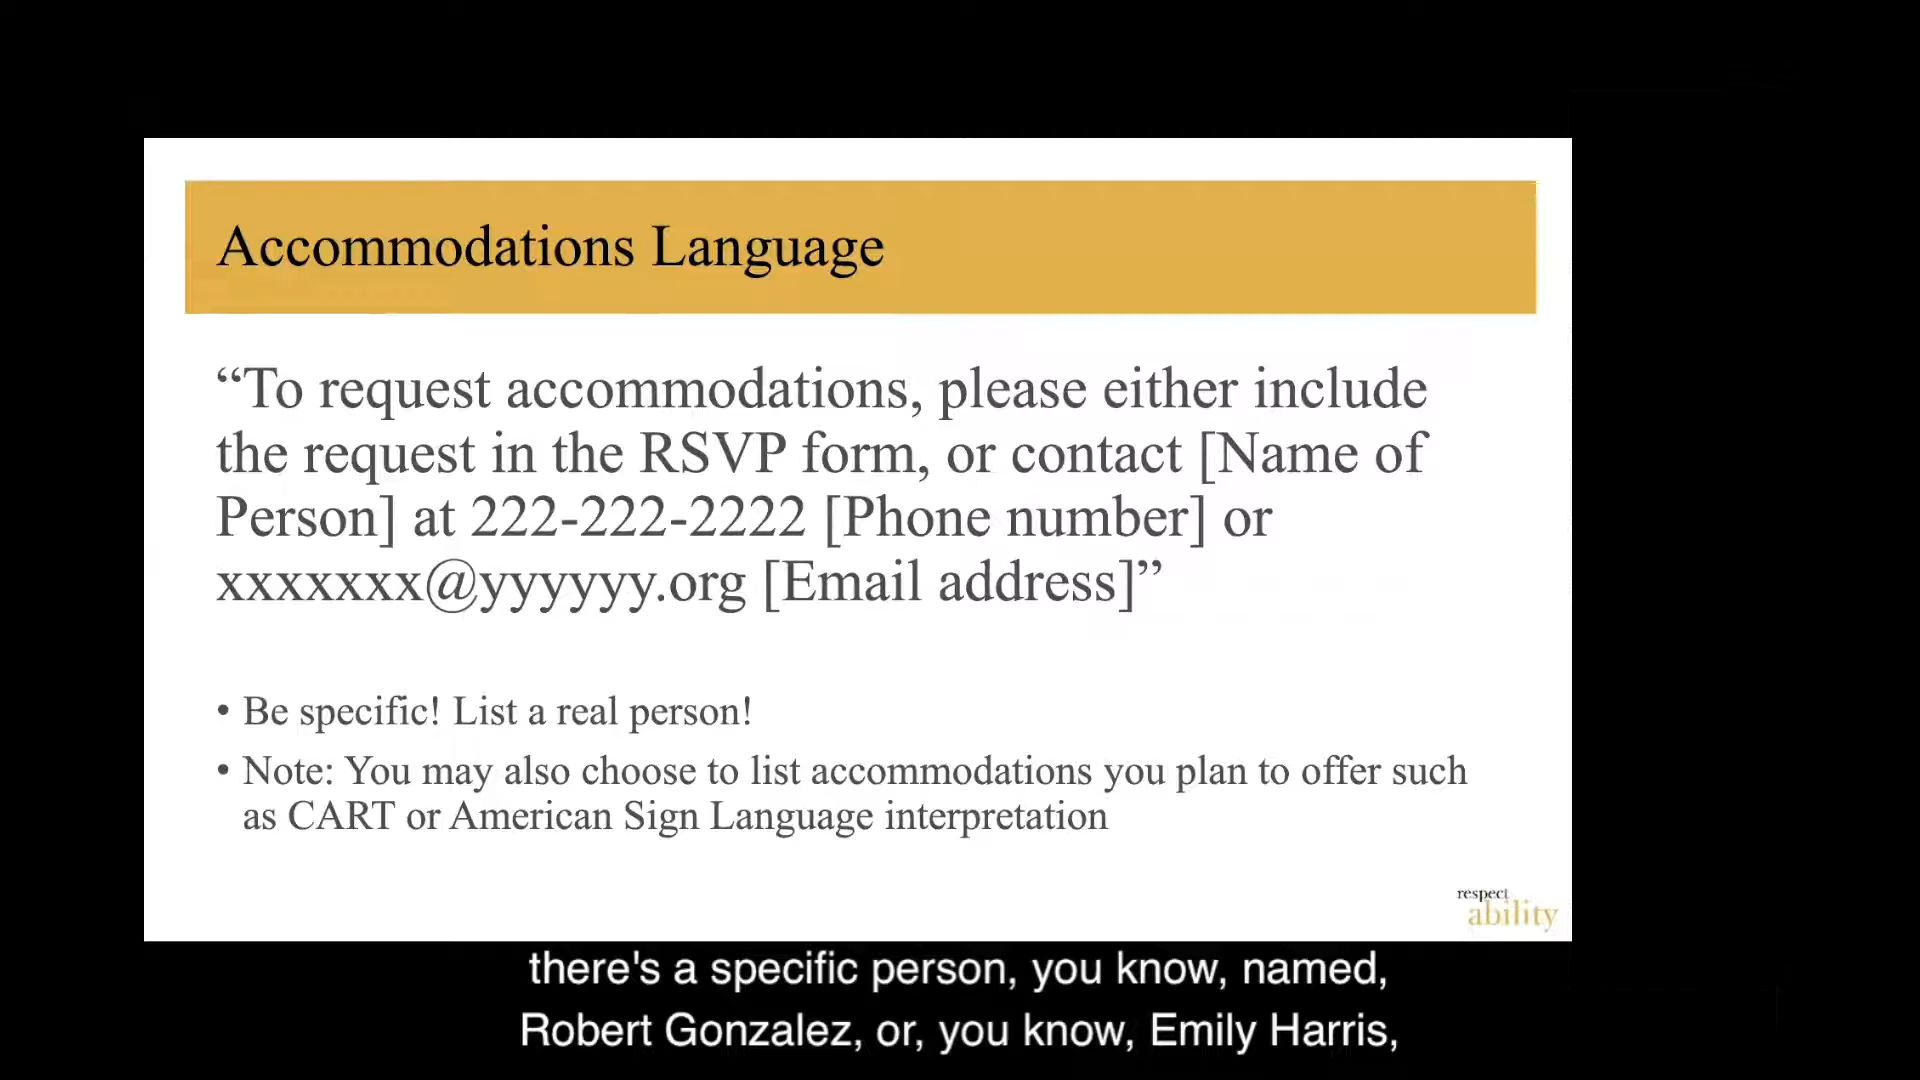 Accommodations Language
“To request accommodations, please either include
the request in the RSVP form, or contact [Name of
Person] at 222-222-2222 [Phone number] or
xxxxxxx@yyyyyy.org [Email address]”
• Be specific! List a real person!
• Note: You may also choose to list accommodations you plan to offer such
as CART or American Sign Language interpretation
respect
ability
there's a specific person, you know, named,
Robert Gonzalez, or, you know, Emily Harris,